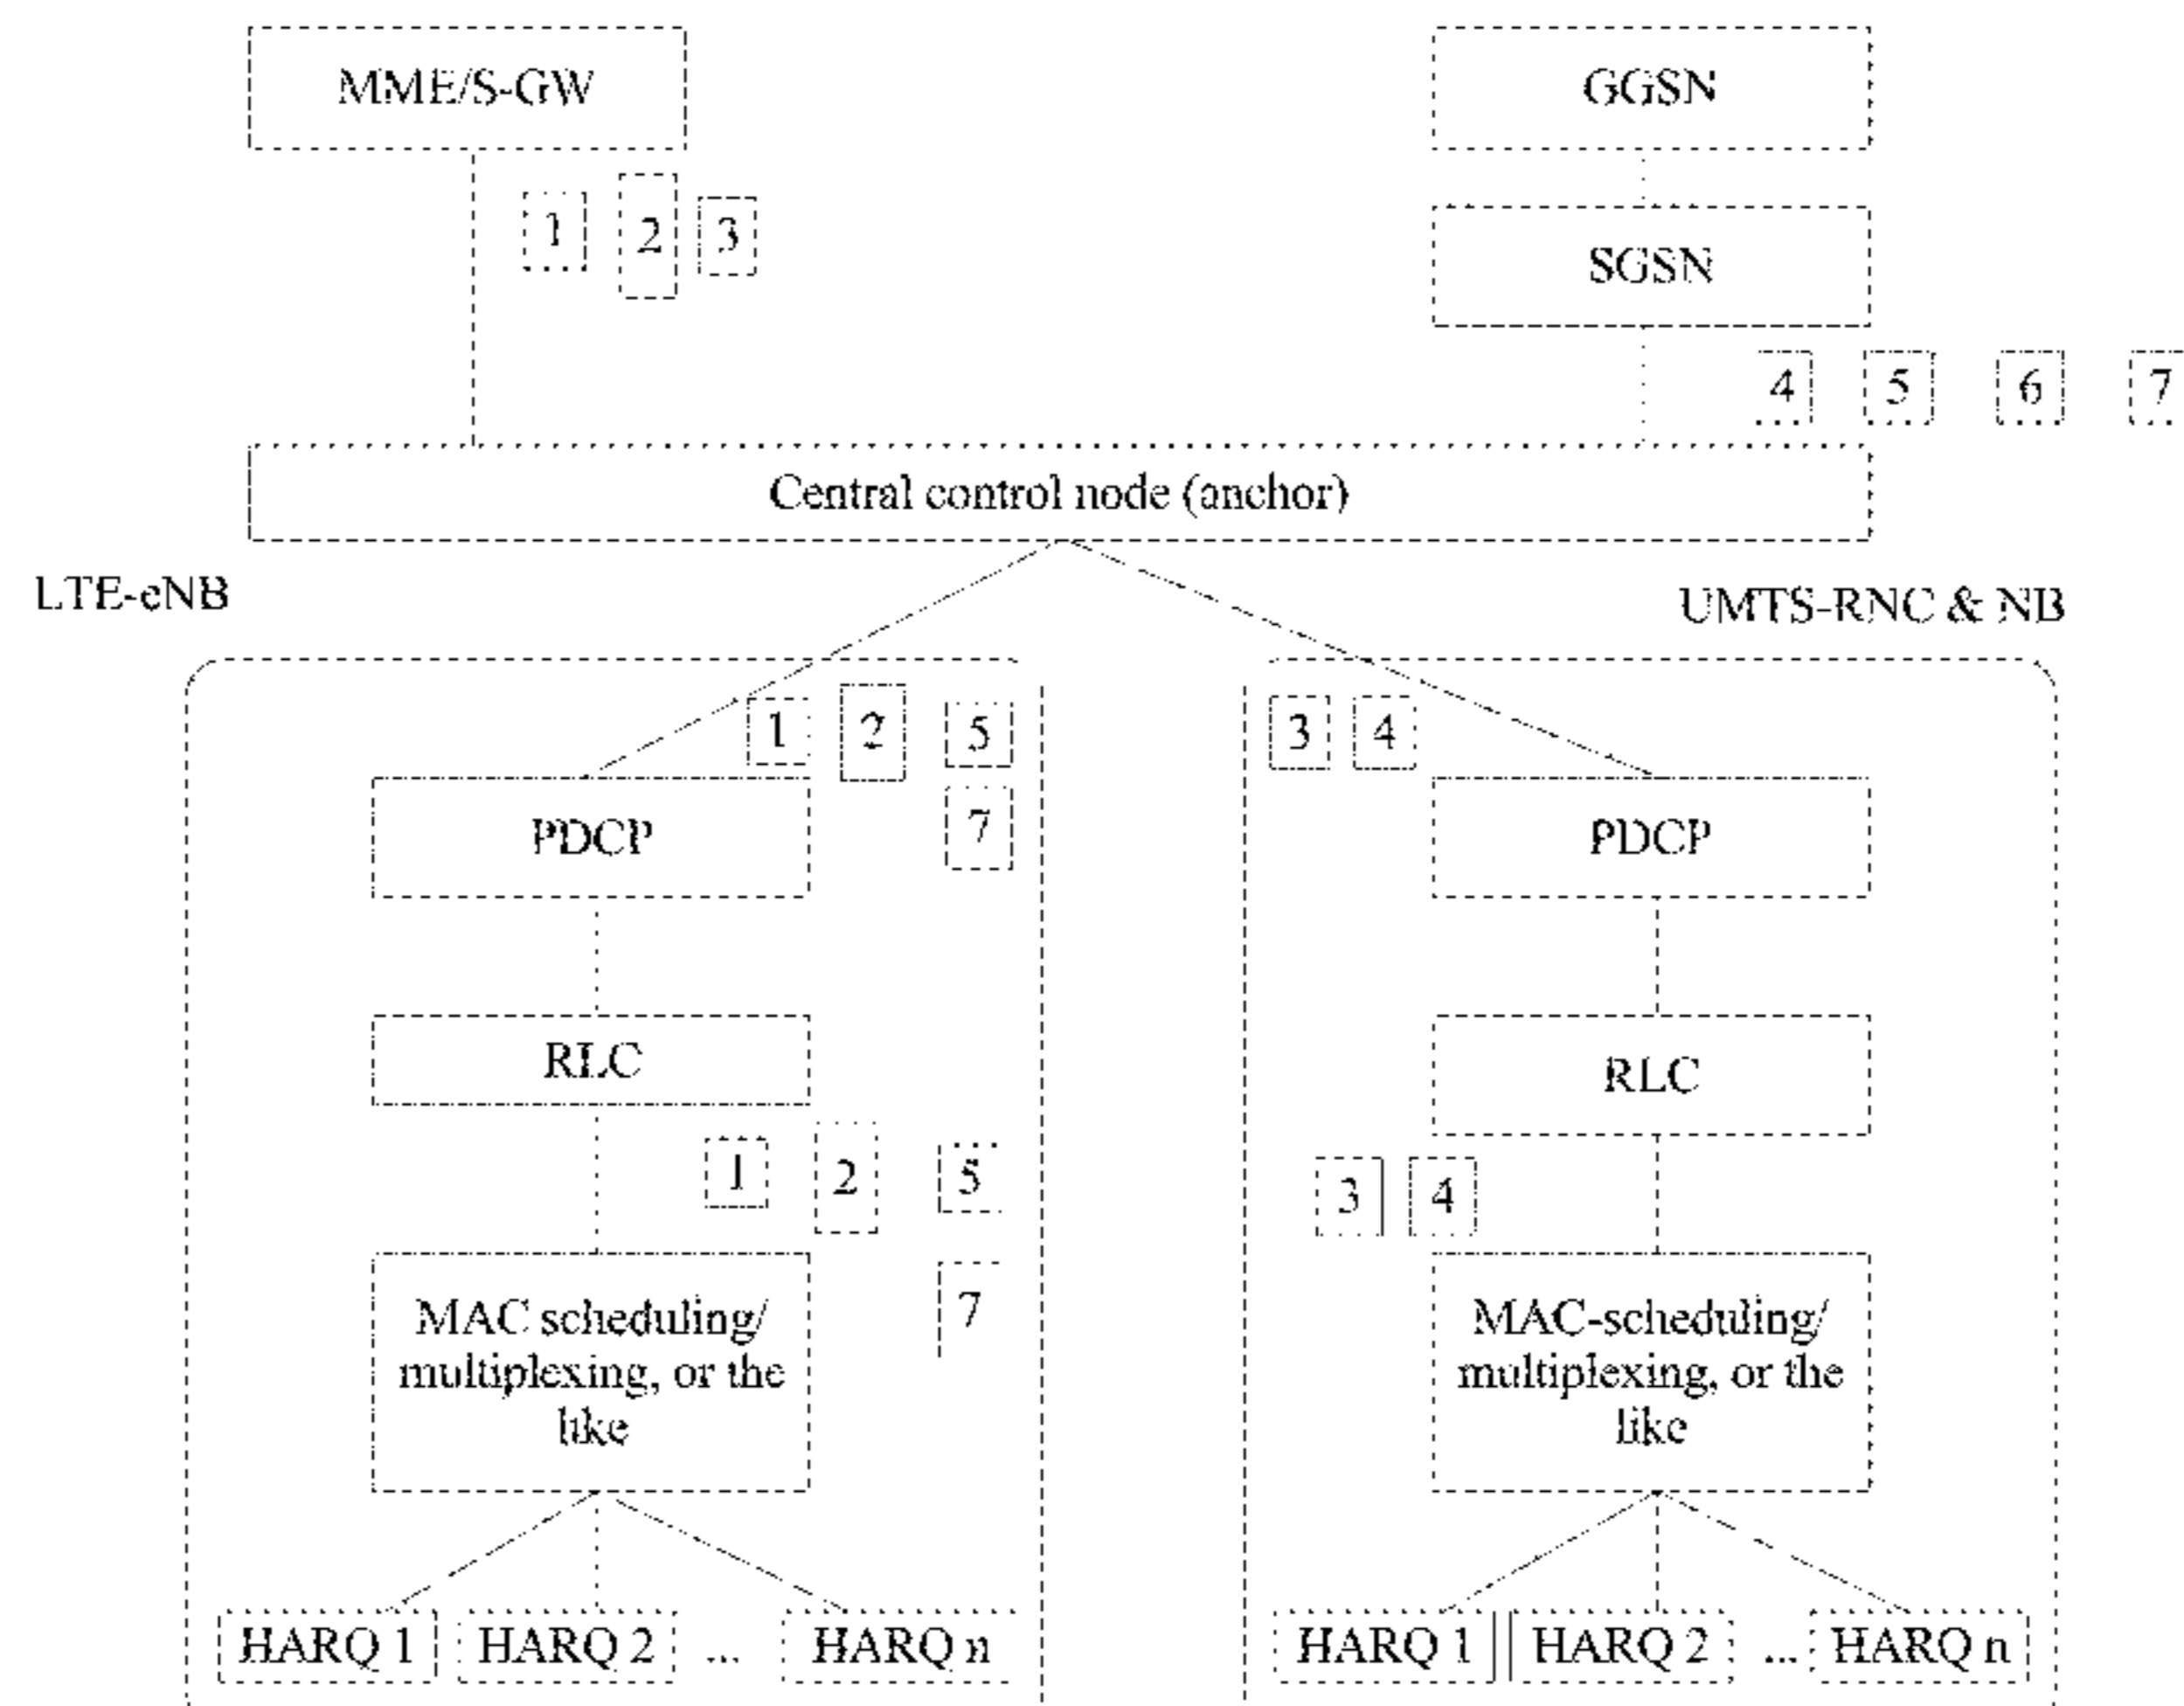 MME/S-GW
GGSN
1 2 3
SGSN
4 5 6 7
Central control node (anchor)
LTE-eNB
UMTS-RNC & NB
1 2 5
3 4
7
PDCP
PDCP
RLC
RLC
1 2 5
3 4
7
MAC scheduling/
multiplexing, or the
like
MAC-scheduling/
multiplexing, or the
like
HARQ 1 HARQ 2 ... HARQ n
HARQ 1 HARQ 2 ... HARQ n